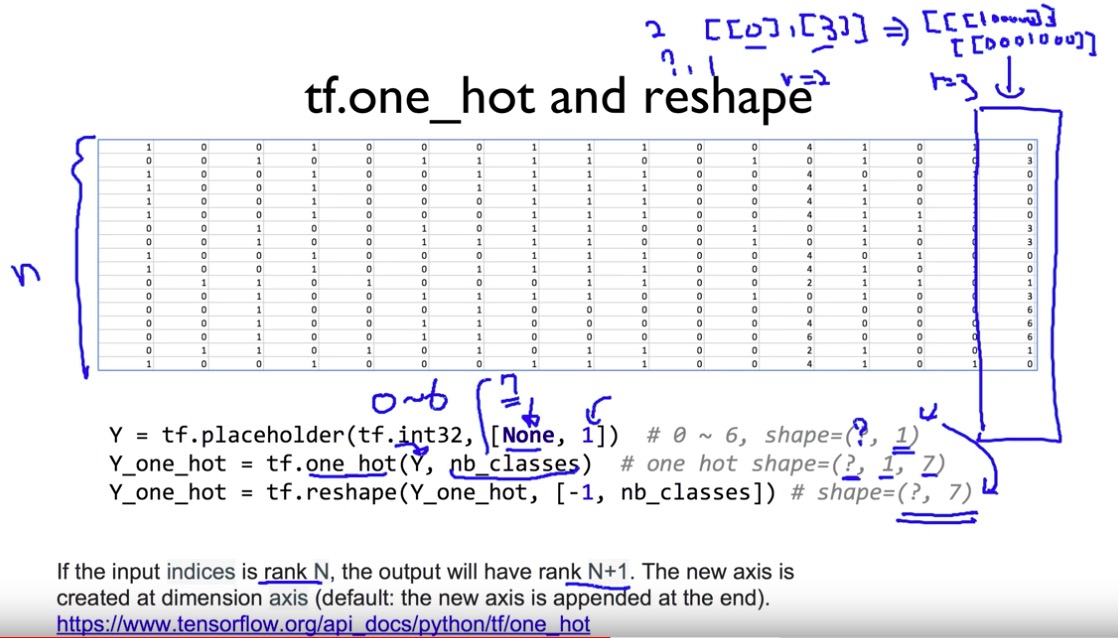 2 [[0],[3]] ⇒ [[[1000000]]
[[0001000]]
?, 1 r=2 r=3
tf.one_hot and reshape
1 0 0 1 0 0 0 1 1 1 0 0 4 1 0 1 0
0 0 1 0 0 1 1 1 1 0 0 1 0 1 0 0 3
1 0 0 1 0 0 1 1 1 1 0 0 4 0 0 0
1 0 0 1 0 0 1 1 1 1 0 0 4 1 0 0
1 0 0 1 0 0 1 1 1 1 0 0 4 1 0 0
1 0 0 1 0 0 0 1 1 1 0 0 4 1 1 0
0 0 1 0 0 1 0 1 1 0 0 1 0 1 1 0 3
0 0 1 0 0 1 1 1 1 0 0 1 0 1 0 0 3
1 0 0 1 0 0 0 1 1 1 0 0 4 0 1 0 0
n
1 0 0 1 0 0 1 1 1 1 0 0 4 1 0 0
0 1 1 0 1 0 0 0 1 1 0 0 2 1 1 0 1
0 0 1 0 0 1 1 1 1 0 0 1 0 1 0 0 3
0 0 1 0 0 0 1 0 0 0 0 0 0 0 0 0 6
0 0 1 0 0 1 1 0 0 0 0 0 4 0 0 0 6
0 0 1 0 0 1 1 0 0 0 0 0 6 0 0 0 6
0 1 1 0 1 0 1 0 1 1 0 0 2 1 0 0 1
1 0 0 1 0 0 0 1 1 1 0 0 4 1 0 1 0
0~6
Y = tf.placeholder(tf.int32, [None, 1]) # 0 ~ 6, shape=(?, 1)
Y_one_hot = tf.one_hot(Y, nb_classes) # one hot shape=(?, 1, 7)
Y_one_hot = tf.reshape(Y_one_hot, [-1, nb_classes]) # shape=(?, 7)
If the input indices is rank N, the output will have rank N+1. The new axis is
created at dimension axis (default: the new axis is appended at the end).
https://www.tensorflow.org/api_docs/python/tf/one_hot